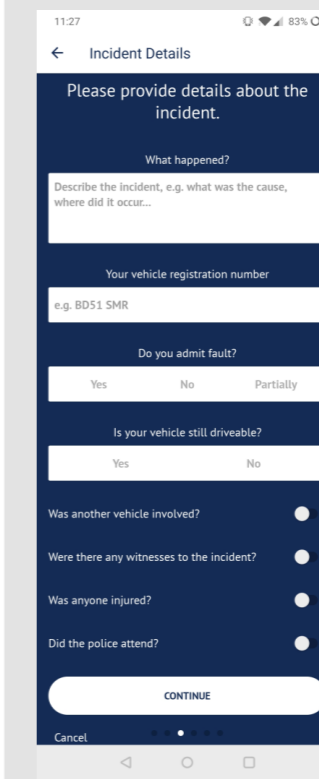 11:27
83%
Incident Details
Please provide details about the
incident.
What happened?
Describe the incident, e.g. what was the cause,
where did it occur...
Your vehicle registration number
e.g. BD51 SMR
Do you admit fault?
Yes No Partially
Is your vehicle still driveable?
Yes No
Was another vehicle involved?
Were there any witnesses to the incident?
Was anyone injured?
Did the police attend?
CONTINUE
Cancel